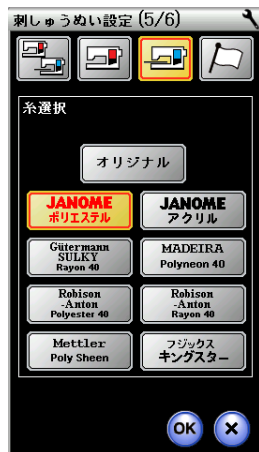 刺しゅうぬい設定 (5/6)
糸選択
オリジナル
JANOME
ポリエステル
JANOME
アクリル
Gütermann
SULKY
Rayon 40
MADEIRA
Polyneon 40
Robison
-Anton
Polyester 40
Robison
-Anton
Rayon 40
Mettler
Poly Sheen
フジックス
キングスター
OK